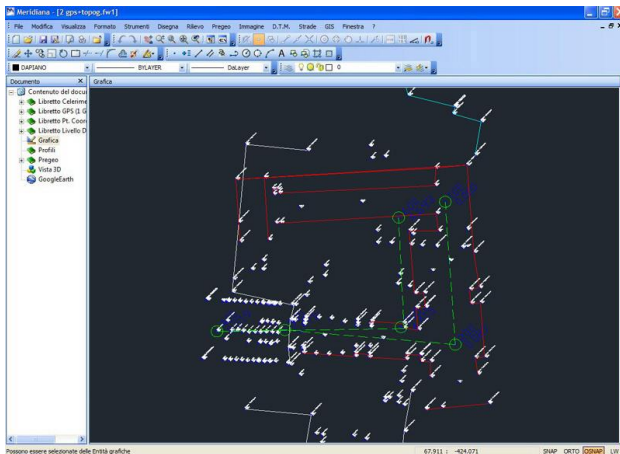 Meridiana - [2 gps+topog.fw1]
File Modifica Visualizza Formato Strumenti Disegna Rilievo Pregeo Immagine D.T.M. Strade GIS Finestra ?
DAPIANO BYLAYER DaLayer 0
Documento Grafica
Contenuto del docu
Libretto Celerime
Libretto GPS (1 G
Libretto Pt. Coor
Libretto Livello D
Grafica
Profili
Pregeo
Vista 3D
GoogleEarth
Possono essere selezionate delle Entità grafiche 67.911 : -424.071 SNAP ORTO OSNAP LW